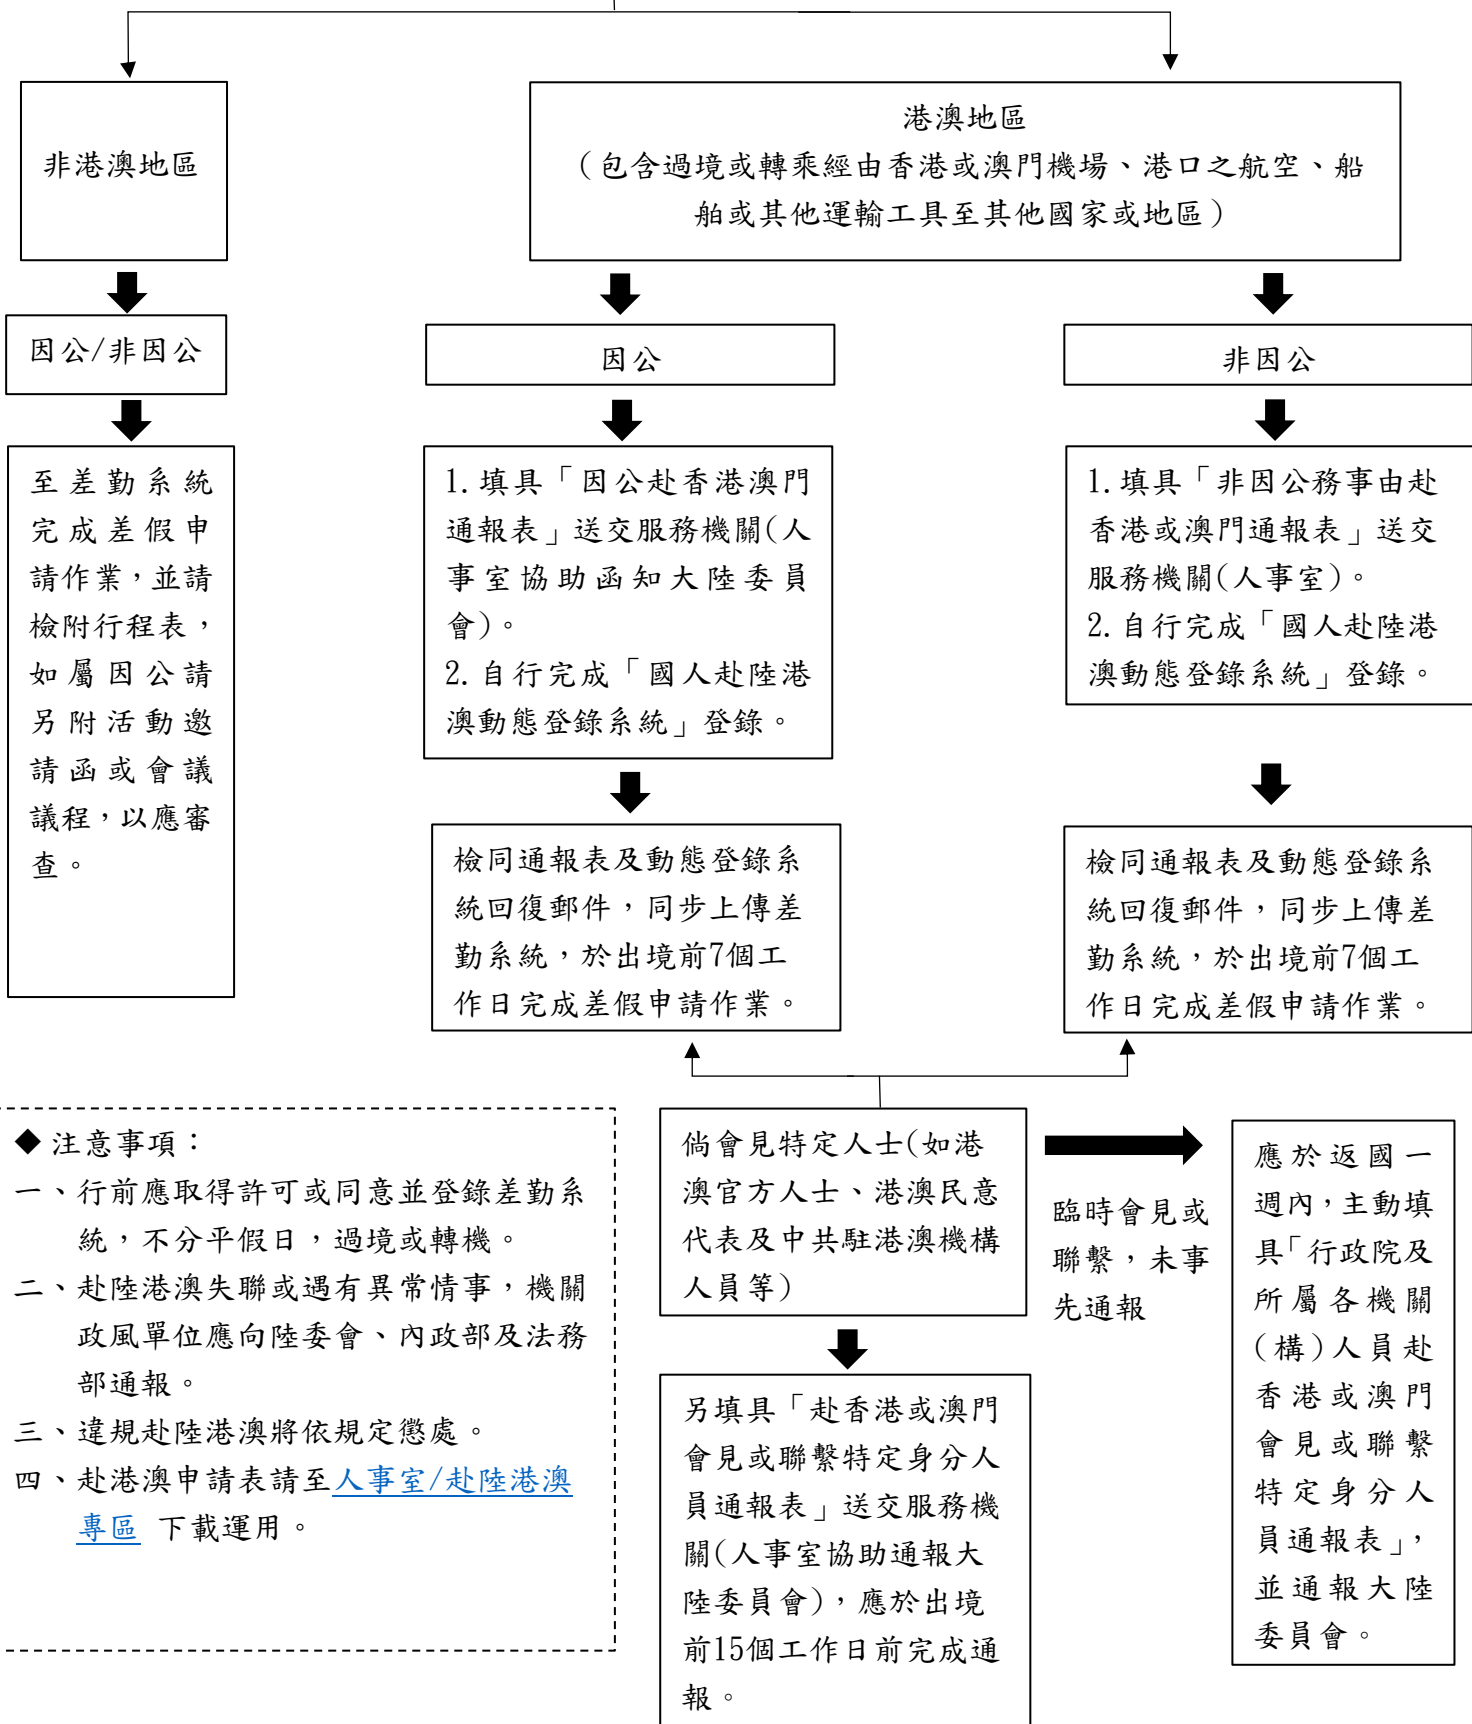 非港澳地區
港澳地區
（包含過境或轉乘經由香港或澳門機場、港口之航空、船
舶或其他運輸工具至其他國家或地區）
因公/非因公
因公
非因公
至差勤系統
完成差假申
請作業，並請
檢附行程表，
如屬因公請
另附活動邀
請函或會議
議程，以應審
查。
1.填具「因公赴香港澳門
通報表」送交服務機關(人
事室協助函知大陸委員
會)。
2.自行完成「國人赴陸港
澳動態登錄系統」登錄。
1.填具「非因公務事由赴
香港或澳門通報表」送交
服務機關(人事室)。
2.自行完成「國人赴陸港
澳動態登錄系統」登錄。
檢同通報表及動態登錄系
統回復郵件，同步上傳差
勤系統，於出境前7個工
作日完成差假申請作業。
檢同通報表及動態登錄系
統回復郵件，同步上傳差
勤系統，於出境前7個工
作日完成差假申請作業。
◆注意事項：
一、行前應取得許可或同意並登錄差勤系
統，不分平假日，過境或轉機。
二、赴陸港澳失聯或遇有異常情事，機關
政風單位應向陸委會、內政部及法務
部通報。
三、違規赴陸港澳將依規定懲處。
四、赴港澳申請表請至人事室/赴陸港澳
專區 下載運用。
倘會見特定人士(如港
澳官方人士、港澳民意
代表及中共駐港澳機構
人員等)
臨時會見或
聯繫，未事
先通報
應於返國一
週內，主動填
具「行政院及
所屬各機關
(構)人員赴
香港或澳門
會見或聯繫
特定身分人
員通報表」，
並通報大陸
委員會。
另填具「赴香港或澳門
會見或聯繫特定身分人
員通報表」送交服務機
關(人事室協助通報大
陸委員會)，應於出境
前15個工作日前完成通
報。